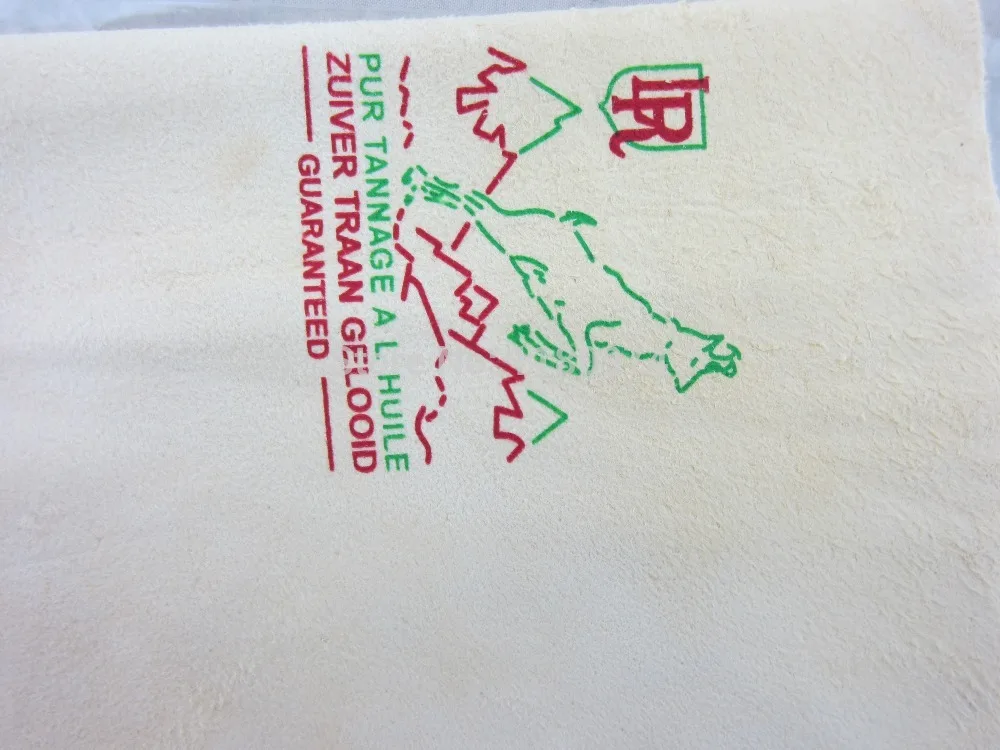 LR
PUR TANNAGE A L. HUILE
ZUIVER TRAAN GELOOID
GUARANTEED